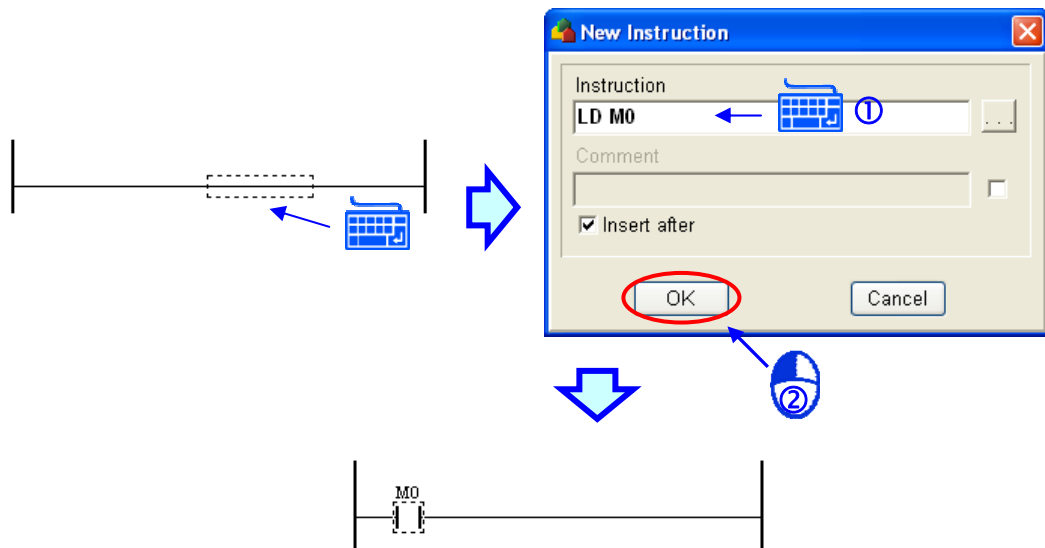 New Instruction
Instruction
LD M0
①
...
Comment
Insert after
OK
Cancel
②
M0